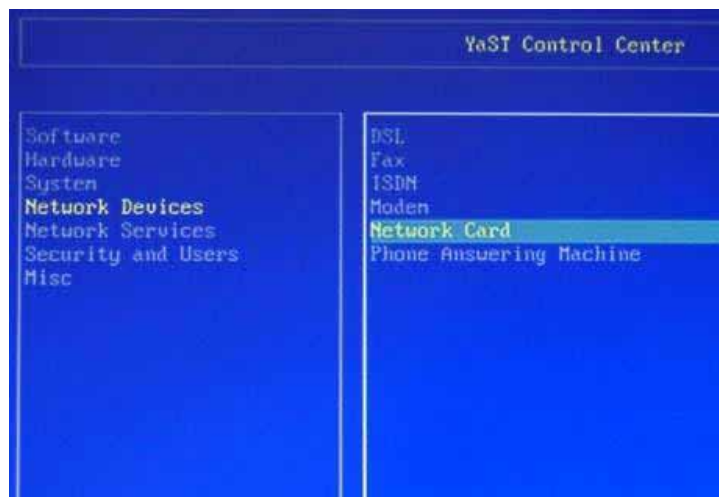 YaST Control Center
Software
Hardware
System
Network Devices
Network Services
Security and Users
Misc
DSL
Fax
ISDN
Modem
Network Card
Phone Answering Machine